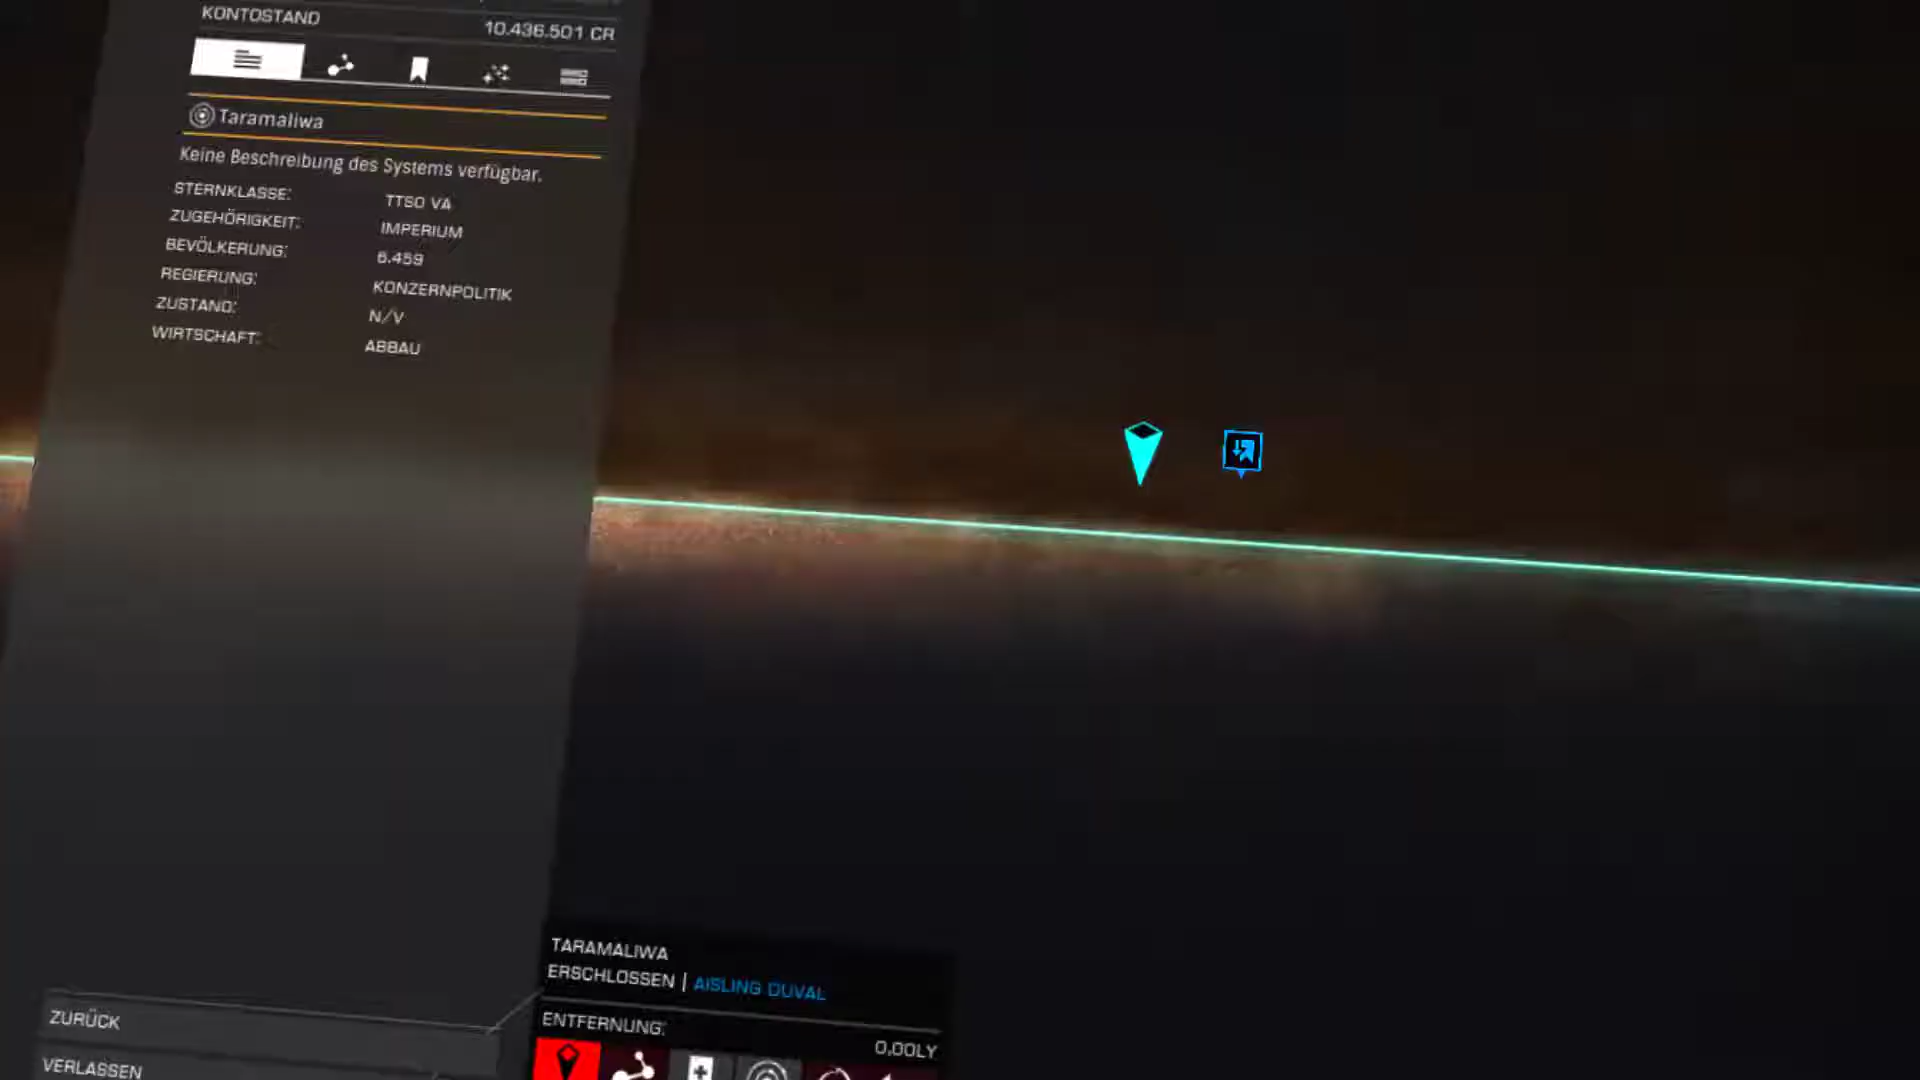 KONTOSTAND
10.436.501 CR
Taramaliwa
Keine Beschreibung des Systems verfügbar.
STERNKLASSE: TTS0 VA
ZUGEHÖRIGKEIT: IMPERIUM
BEVÖLKERUNG: 6.459
REGIERUNG: KONZERNPOLITIK
ZUSTAND: N/V
WIRTSCHAFT: ABBAU
TARAMALIWA
ERSCHLOSSEN | AISLING DUVAL
ENTFERNUNG:
0,00LY
ZURÜCK
VERLASSEN